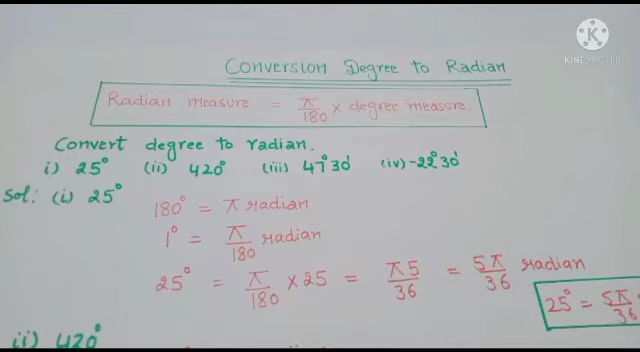 KINEMASTER
Conversion Degree to Radian
Radian measure = π/180 × degree measure.
Convert degree to radian.
i) 25° (ii) 420° (iii) 47°30' (iv) -22°30'
Sol: (i) 25°
180° = π radian
1° = π/180 radian
25° = π/180 × 25 = π5/36 = 5π/36 radian
25° = 5π/36
ii) 420°